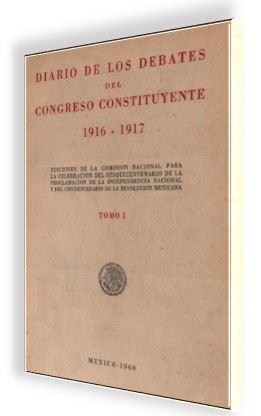 DIARIO DE LOS DEBATES
DEL
CONGRESO CONSTITUYENTE
1916 - 1917
EDICIONES DE LA COMISION NACIONAL PARA
LA CELEBRACION DEL SESQUICENTENARIO DE LA
PROCLAMACION DE LA INDEPENDENCIA NACIONAL
Y DEL CINCUENTENARIO DE LA REVOLUCION MEXICANA
TOMO I
MEXICO-1960